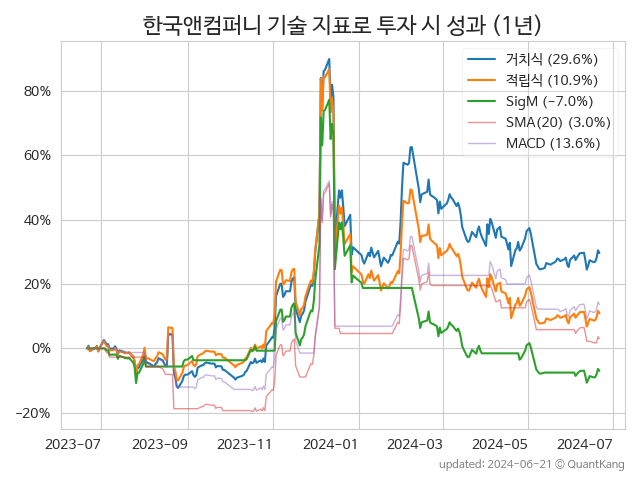 한국앤컴퍼니 기술 지표로 투자 시 성과 (1년)
거치식 (29.6%)
적립식 (10.9%)
SigM (−7.0%)
SMA(20) (3.0%)
MACD (13.6%)
80%
60%
40%
20%
0%
−20%
2023-07 2023-09 2023-11 2024-01 2024-03 2024-05 2024-07
updated: 2024-06-21 © QuantKang